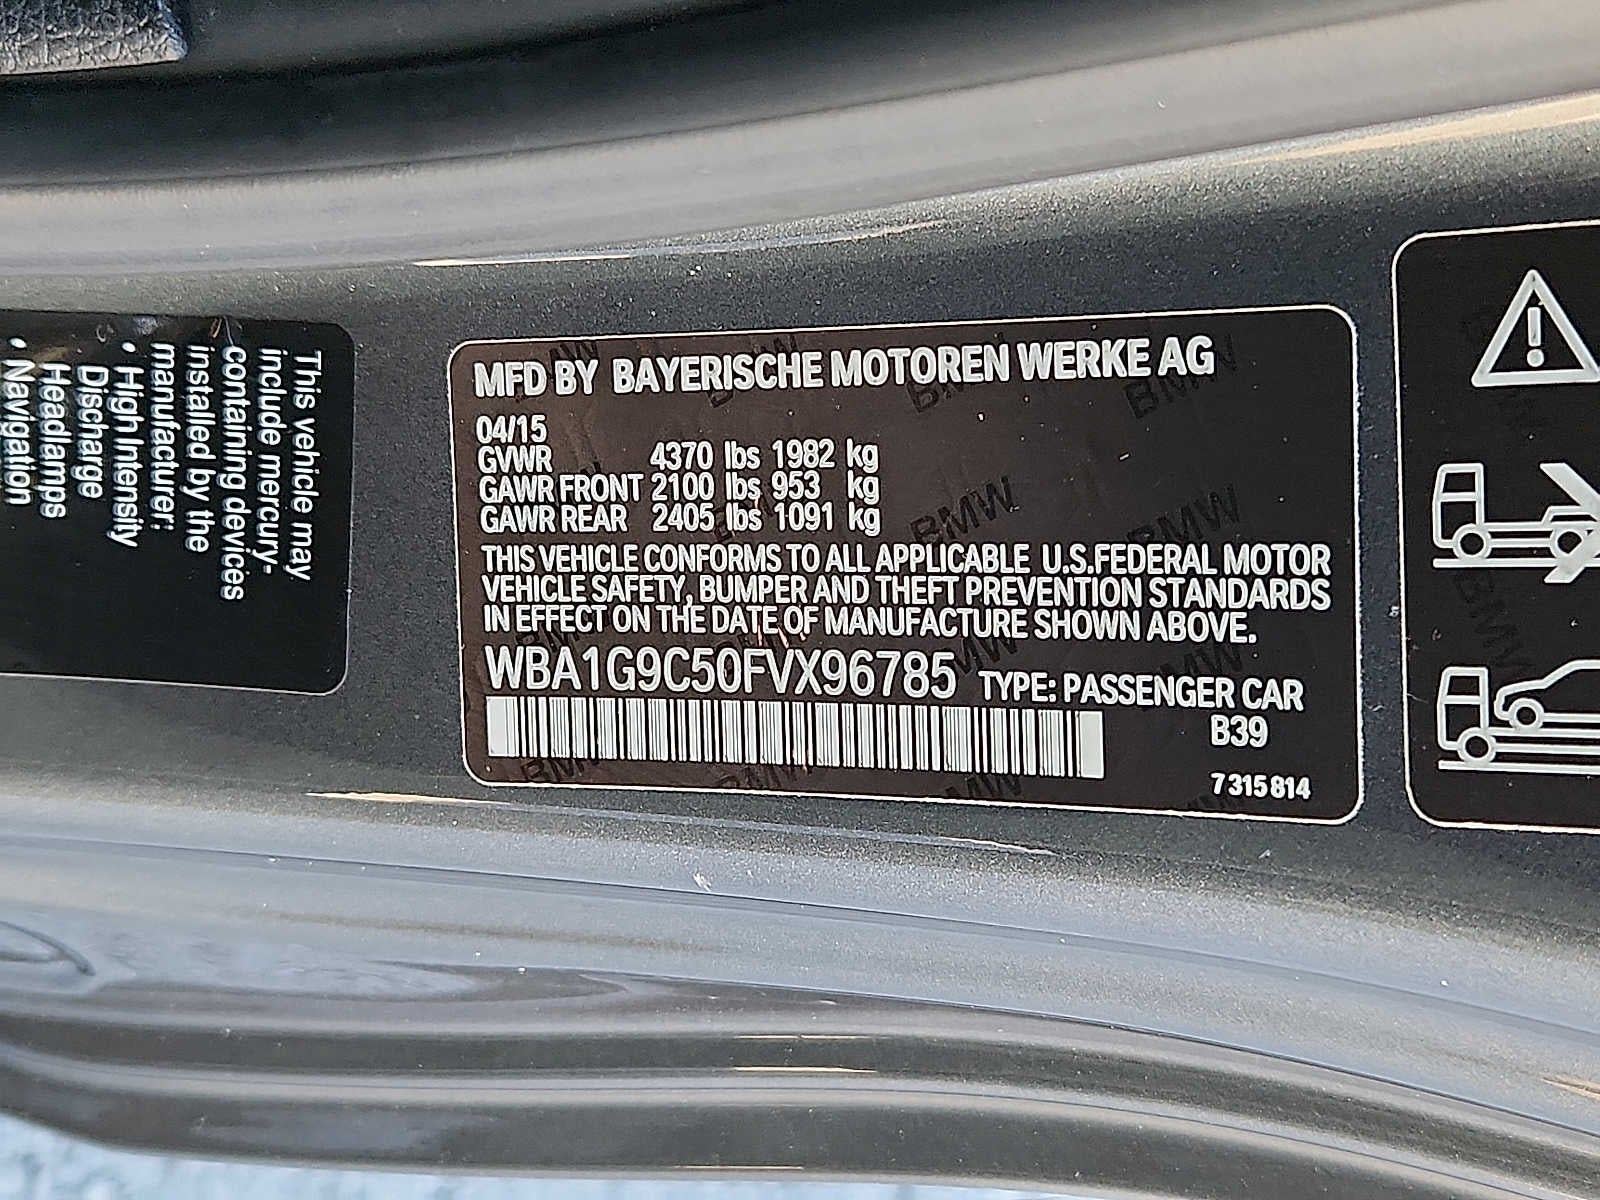 This vehicle may
include mercury-
containing devices
installed by the
manufacturer:
• High Intensity
Discharge
Headlamps
• Navigation
MFD BY BAYERISCHE MOTOREN WERKE AG
04/15
GVWR 4370 lbs 1982 kg
GAWR FRONT 2100 lbs 953 kg
GAWR REAR 2405 lbs 1091 kg
THIS VEHICLE CONFORMS TO ALL APPLICABLE U.S.FEDERAL MOTOR
VEHICLE SAFETY, BUMPER AND THEFT PREVENTION STANDARDS
IN EFFECT ON THE DATE OF MANUFACTURE SHOWN ABOVE.
WBA1G9C50FVX96785 TYPE: PASSENGER CAR
B39
7315814